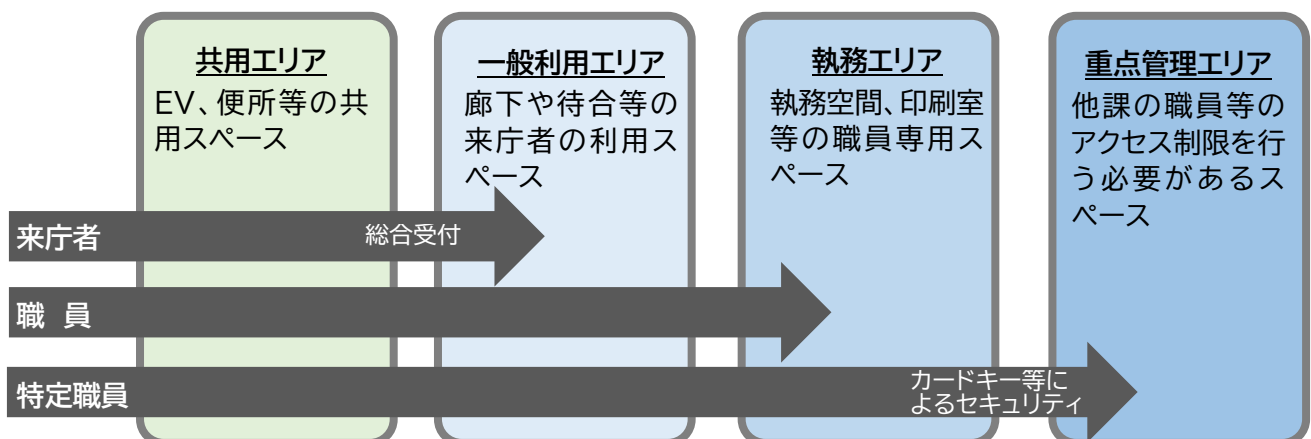 共用エリア
EV、便所等の共
用スペース
一般利用エリア
廊下や待合等の
来庁者の利用ス
ペース
執務エリア
執務空間、印刷室
等の職員専用ス
ペース
重点管理エリア
他課の職員等の
アクセス制限を行
う必要があるス
ペース
来庁者
総合受付
職 員
特定職員
カードキー等に
よるセキュリティ